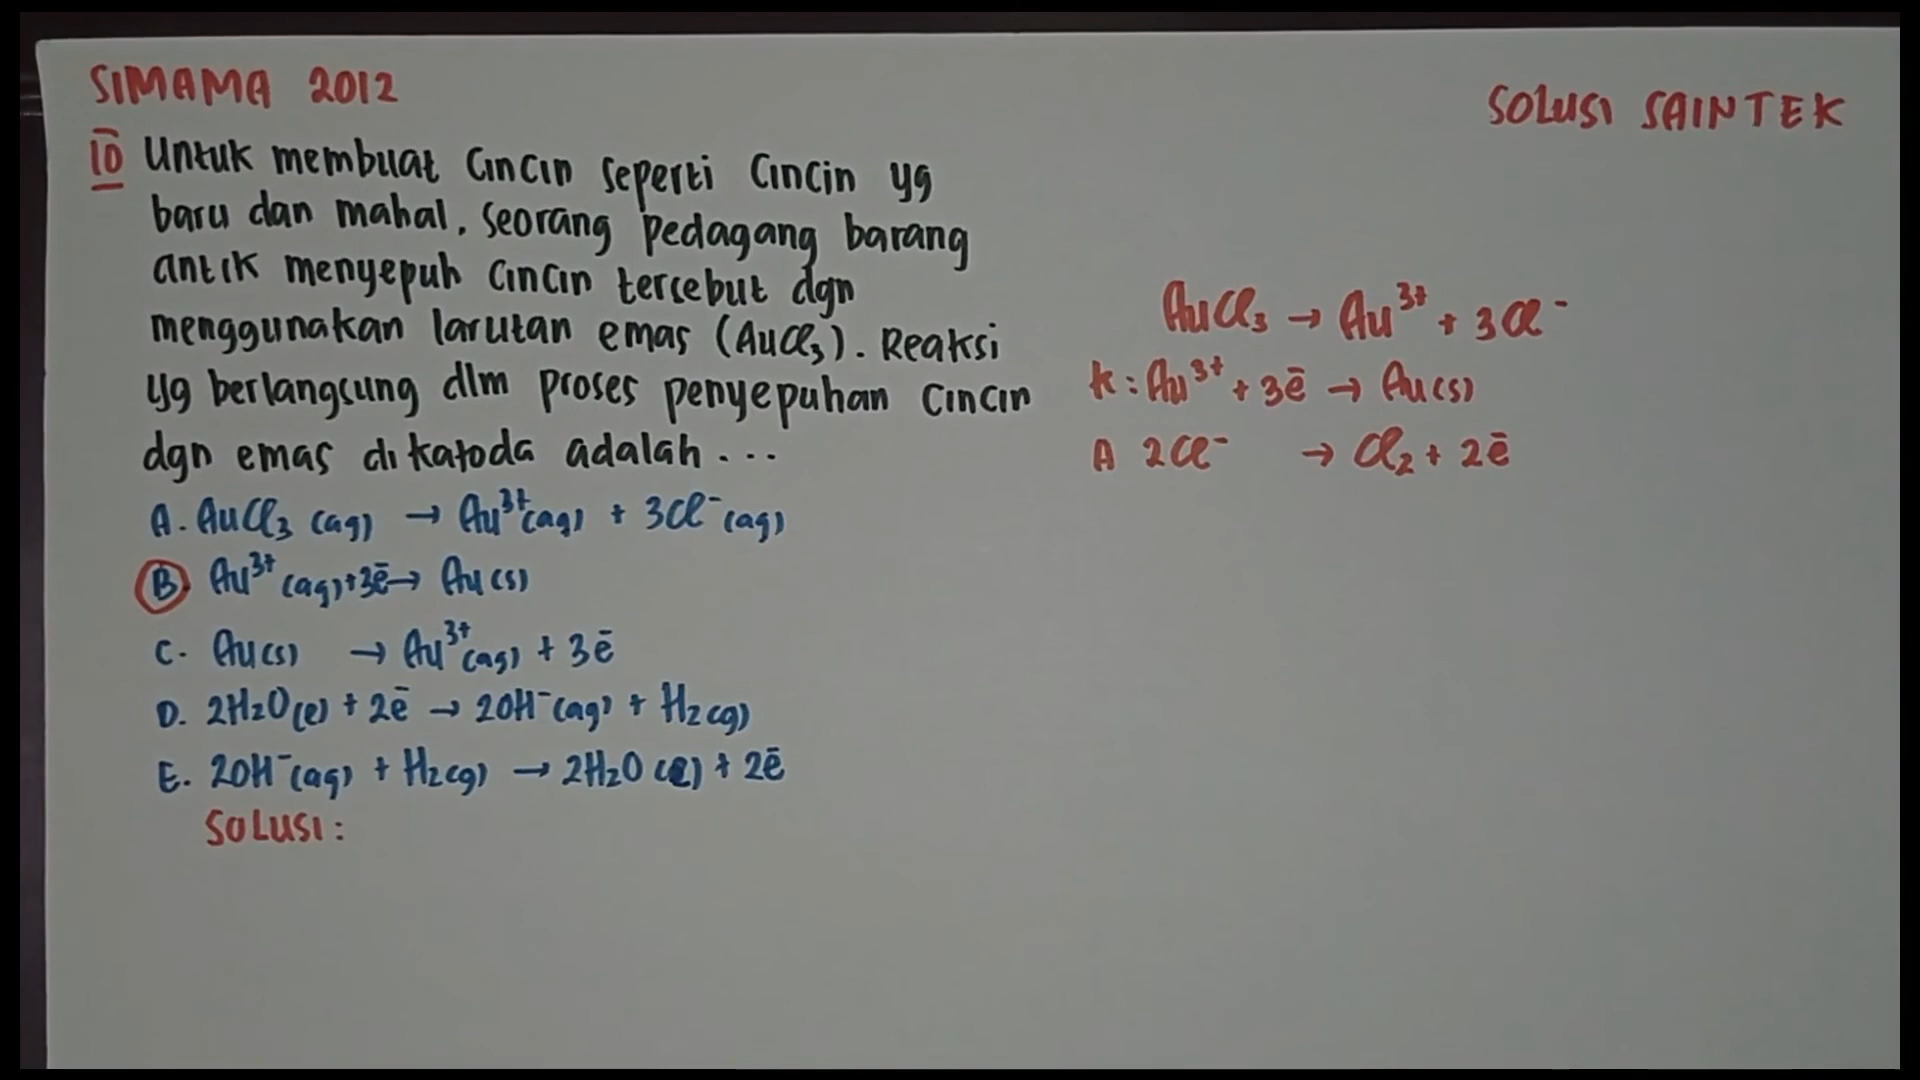 SIMAMA 2012
SOLUSI SAINTEK
10 Untuk membuat cincin seperti cincin yg
baru dan mahal, seorang pedagang barang
antik menyepuh cincin tersebut dgn
menggunakan larutan emas (AuCl₃). Reaksi
yg berlangsung dlm proses penyepuhan cincin
dgn emas di katoda adalah ...
A. AuCl₃ (aq) → Au³⁺(aq) + 3Cl⁻(aq)
B. Au³⁺(aq)+3ē→ Au(s)
C. Au(s) → Au³⁺(aq) + 3ē
D. 2H₂O(l) + 2ē → 2OH⁻(aq) + H₂(g)
E. 2OH⁻(aq) + H₂(g) → 2H₂O (l) + 2ē
SOLUSI:
AuCl₃ → Au³⁺ + 3Cl⁻
K: Au³⁺ + 3ē → Au(s)
A 2Cl⁻ → Cl₂ + 2ē